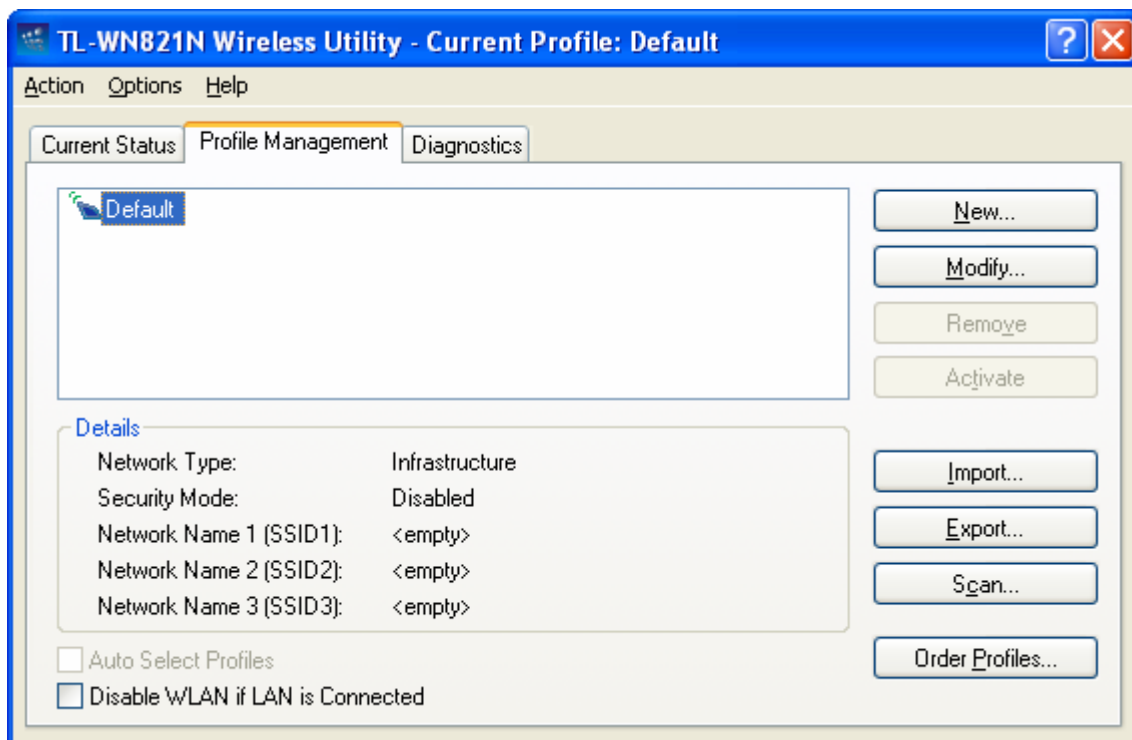 TL-WN821N Wireless Utility - Current Profile: Default
?
Action Options Help
Current Status Profile Management Diagnostics
Default
New...
Modify...
Remove
Activate
Details
Network Type: Infrastructure
Security Mode: Disabled
Network Name 1 (SSID1): <empty>
Network Name 2 (SSID2): <empty>
Network Name 3 (SSID3): <empty>
Import...
Export...
Scan...
Auto Select Profiles
Order Profiles...
Disable WLAN if LAN is Connected